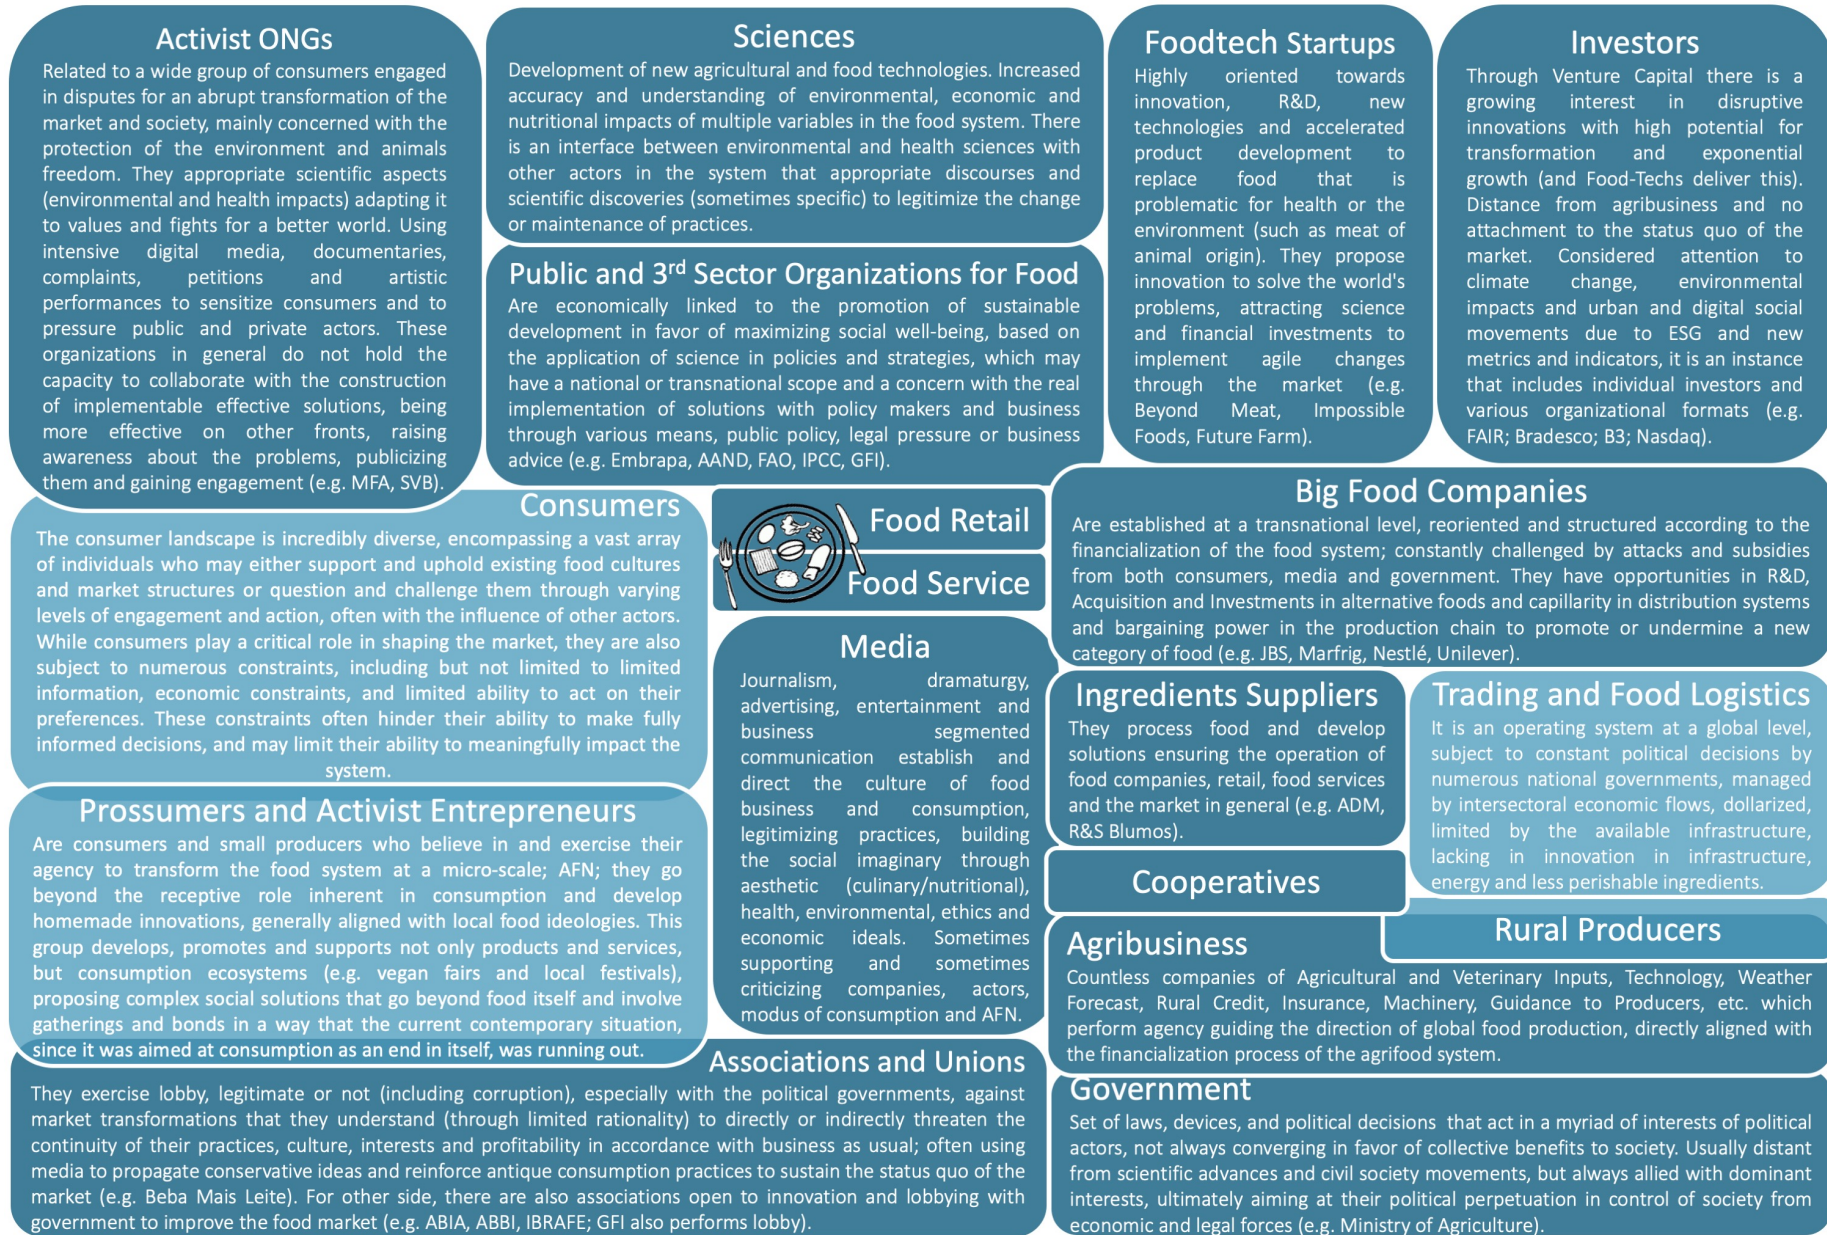 Activist ONGs
Related to a wide group of consumers engaged
in disputes for an abrupt transformation of the
market and society, mainly concerned with the
protection of the environment and animals
freedom. They appropriate scientific aspects
(environmental and health impacts) adapting it
to values and fights for a better world. Using
intensive digital media, documentaries,
complaints, petitions and artistic
performances to sensitize consumers and to
pressure public and private actors. These
organizations in general do not hold the
capacity to collaborate with the construction
of implementable effective solutions, being
more effective on other fronts, raising
awareness about the problems, publicizing
them and gaining engagement (e.g. MFA, SVB).
Sciences
Development of new agricultural and food technologies. Increased
accuracy and understanding of environmental, economic and
nutritional impacts of multiple variables in the food system. There
is an interface between environmental and health sciences with
other actors in the system that appropriate discourses and
scientific discoveries (sometimes specific) to legitimize the change
or maintenance of practices.
Public and 3rd Sector Organizations for Food
Are economically linked to the promotion of sustainable
development in favor of maximizing social well-being, based on
the application of science in policies and strategies, which may
have a national or transnational scope and a concern with the real
implementation of solutions with policy makers and business
through various means, public policy, legal pressure or business
advice (e.g. Embrapa, AAND, FAO, IPCC, GFI).
Foodtech Startups
Highly oriented towards
innovation, R&D, new
technologies and accelerated
product development to
replace food that is
problematic for health or the
environment (such as meat of
animal origin). They propose
innovation to solve the world's
problems, attracting science
and financial investments to
implement agile changes
through the market (e.g.
Beyond Meat, Impossible
Foods, Future Farm).
Investors
Through Venture Capital there is a
growing interest in disruptive
innovations with high potential for
transformation and exponential
growth (and Food-Techs deliver this).
Distance from agribusiness and no
attachment to the status quo of the
market. Considered attention to
climate change, environmental
impacts and urban and digital social
movements due to ESG and new
metrics and indicators, it is an instance
that includes individual investors and
various organizational formats (e.g.
FAIR; Bradesco; B3; Nasdaq).
Consumers
The consumer landscape is incredibly diverse, encompassing a vast array
of individuals who may either support and uphold existing food cultures
and market structures or question and challenge them through varying
levels of engagement and action, often with the influence of other actors.
While consumers play a critical role in shaping the market, they are also
subject to numerous constraints, including but not limited to limited
information, economic constraints, and limited ability to act on their
preferences. These constraints often hinder their ability to make fully
informed decisions, and may limit their ability to meaningfully impact the
system.
Food Retail
Food Service
Big Food Companies
Are established at a transnational level, reoriented and structured according to the
financialization of the food system; constantly challenged by attacks and subsidies
from both consumers, media and government. They have opportunities in R&D,
Acquisition and Investments in alternative foods and capillarity in distribution systems
and bargaining power in the production chain to promote or undermine a new
category of food (e.g. JBS, Marfrig, Nestlé, Unilever).
Media
Journalism, dramaturgy,
advertising, entertainment and
business segmented
communication establish and
direct the culture of food
business and consumption,
legitimizing practices, building
the social imaginary through
aesthetic (culinary/nutritional),
health, environmental, ethics and
economic ideals. Sometimes
supporting and sometimes
criticizing companies, actors,
modus of consumption and AFN.
Ingredients Suppliers
They process food and develop
solutions ensuring the operation of
food companies, retail, food services
and the market in general (e.g. ADM,
R&S Blumos).
Trading and Food Logistics
It is an operating system at a global level,
subject to constant political decisions by
numerous national governments, managed
by intersectoral economic flows, dollarized,
limited by the available infrastructure,
lacking in innovation in infrastructure,
energy and less perishable ingredients.
Prossumers and Activist Entrepreneurs
Are consumers and small producers who believe in and exercise their
agency to transform the food system at a micro-scale; AFN; they go
beyond the receptive role inherent in consumption and develop
homemade innovations, generally aligned with local food ideologies. This
group develops, promotes and supports not only products and services,
but consumption ecosystems (e.g. vegan fairs and local festivals),
proposing complex social solutions that go beyond food itself and involve
gatherings and bonds in a way that the current contemporary situation,
since it was aimed at consumption as an end in itself, was running out.
Cooperatives
Rural Producers
Agribusiness
Countless companies of Agricultural and Veterinary Inputs, Technology, Weather
Forecast, Rural Credit, Insurance, Machinery, Guidance to Producers, etc. which
perform agency guiding the direction of global food production, directly aligned with
the financialization process of the agrifood system.
Associations and Unions
They exercise lobby, legitimate or not (including corruption), especially with the political governments, against
market transformations that they understand (through limited rationality) to directly or indirectly threaten the
continuity of their practices, culture, interests and profitability in accordance with business as usual; often using
media to propagate conservative ideas and reinforce antique consumption practices to sustain the status quo of the
market (e.g. Beba Mais Leite). For other side, there are also associations open to innovation and lobbying with
government to improve the food market (e.g. ABIA, ABBI, IBRAFE; GFI also performs lobby).
Government
Set of laws, devices, and political decisions that act in a myriad of interests of political
actors, not always converging in favor of collective benefits to society. Usually distant
from scientific advances and civil society movements, but always allied with dominant
interests, ultimately aiming at their political perpetuation in control of society from
economic and legal forces (e.g. Ministry of Agriculture).